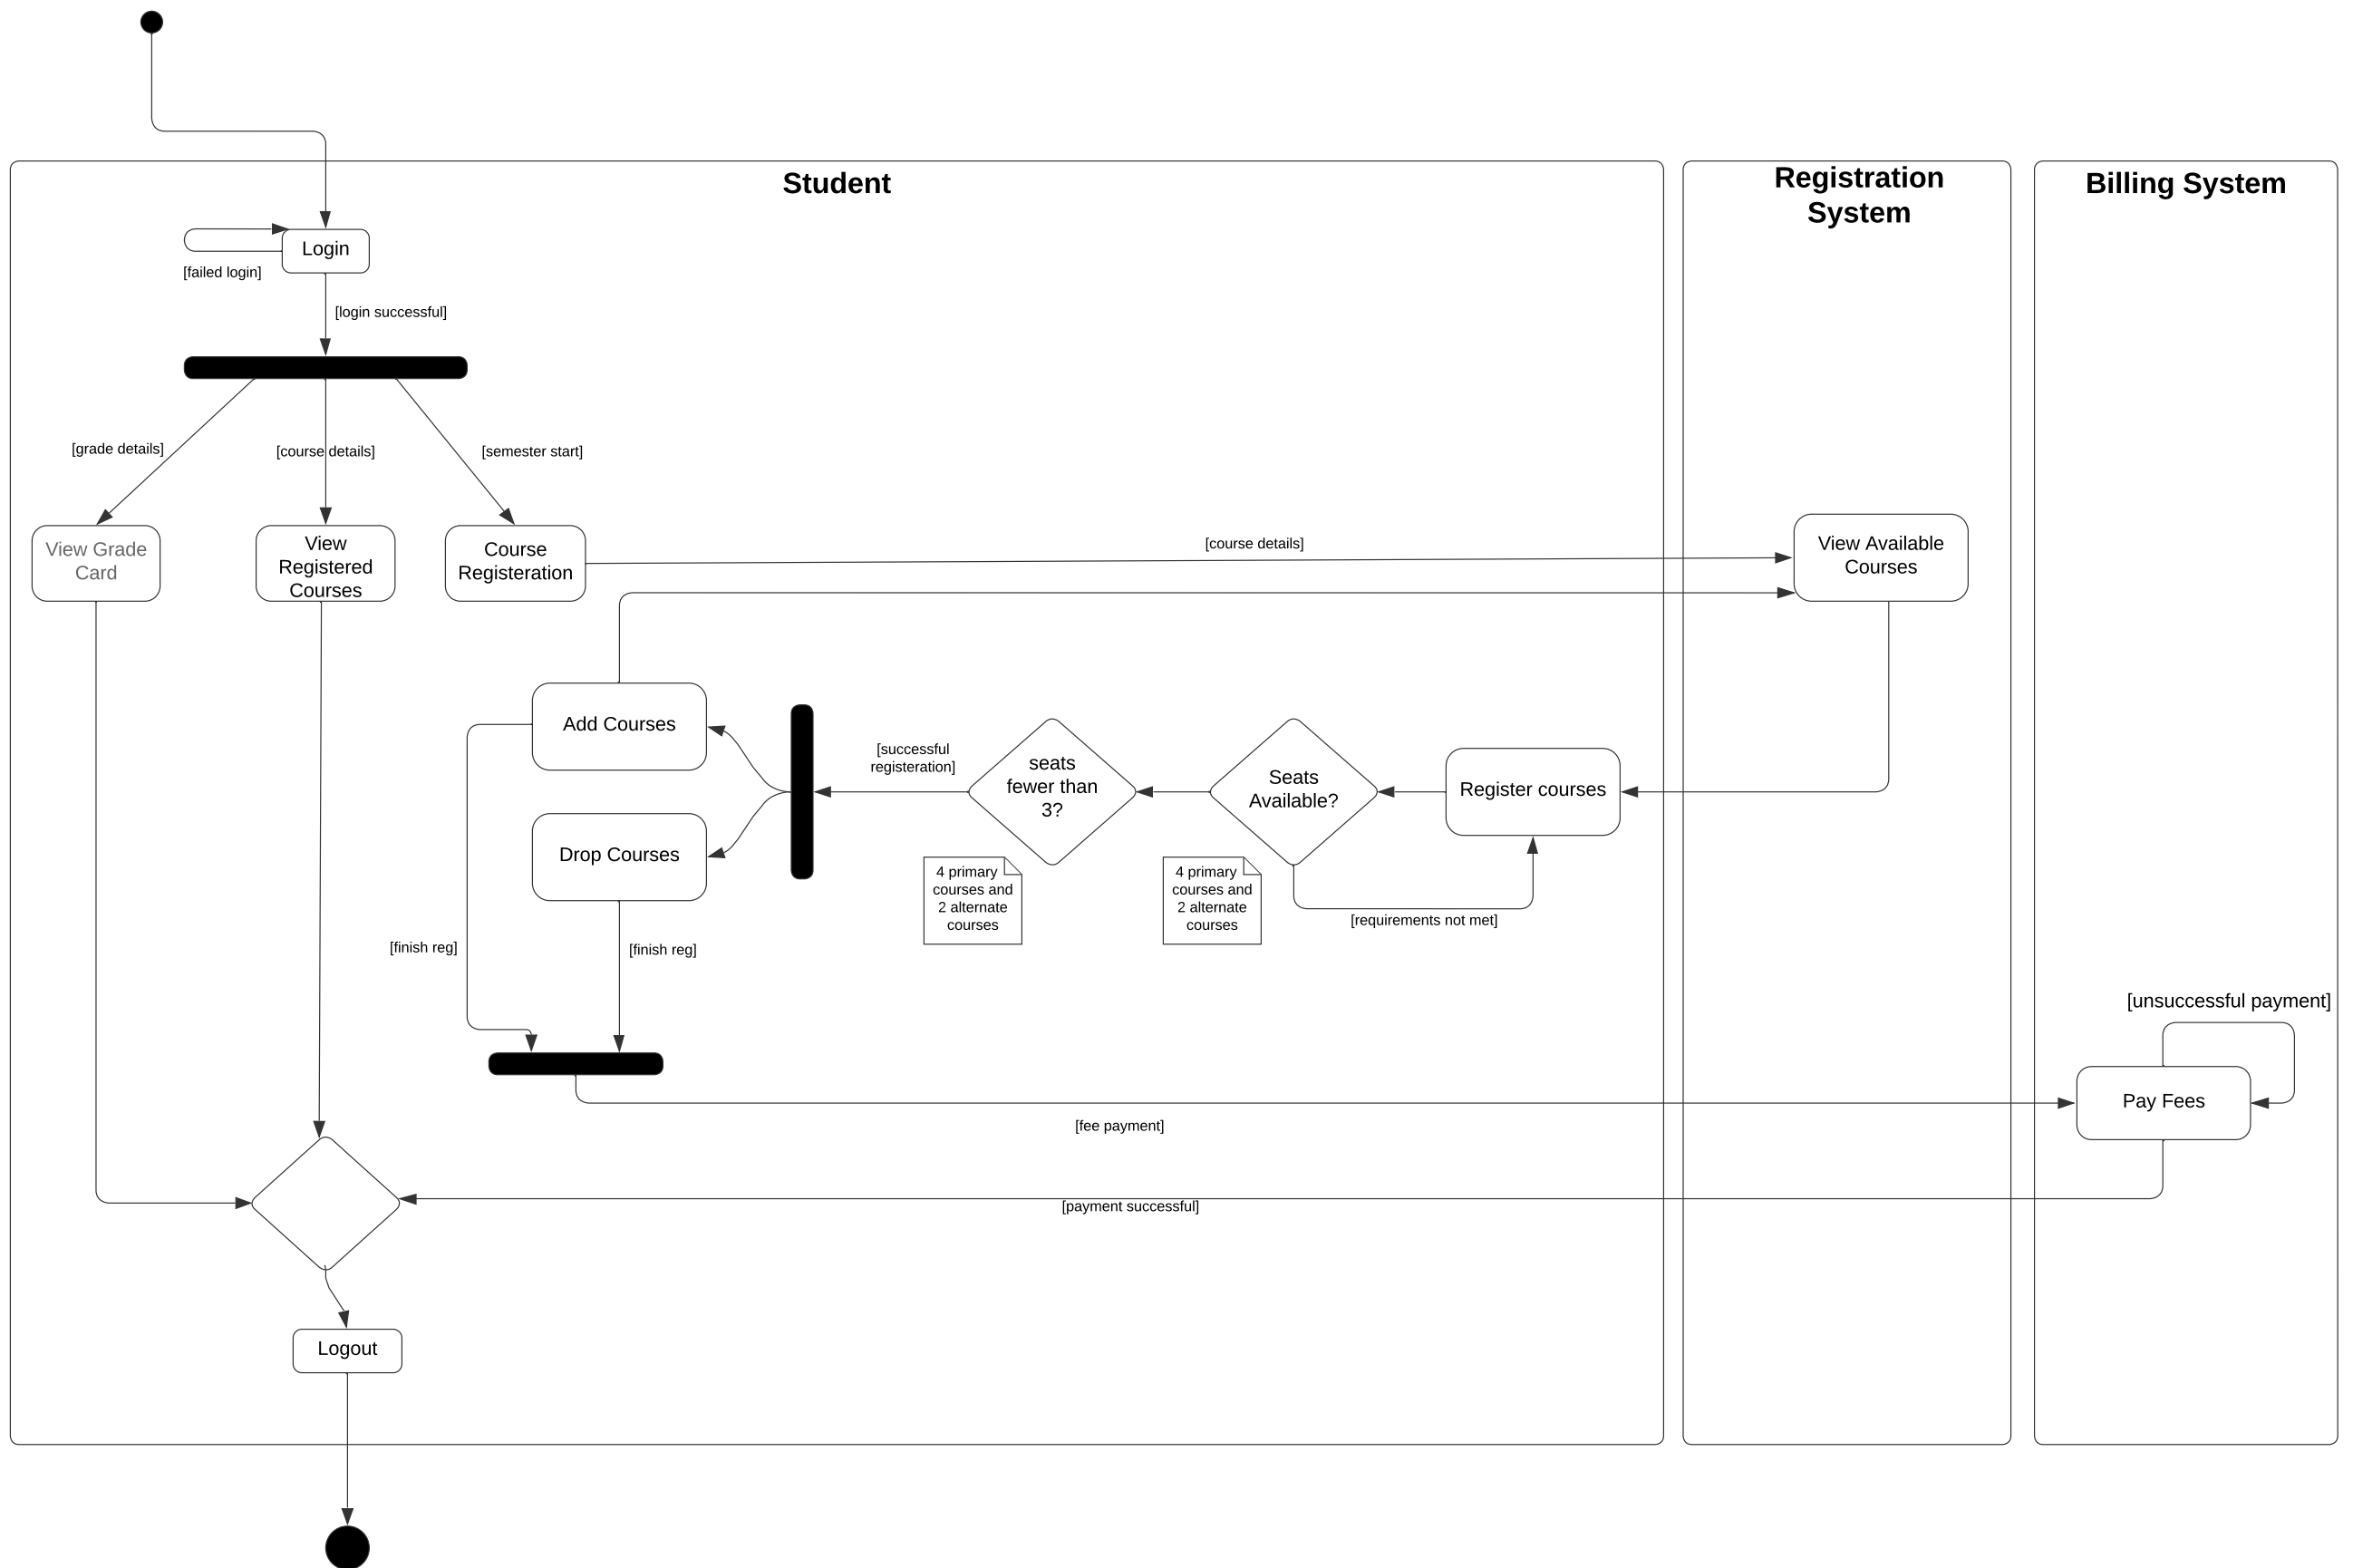 Student
Registration
System
Billing System
Login
[failed login]
[login successful]
[grade details]
[course details]
[semester start]
View Grade
Card
View
Registered
Courses
Course
Registeration
[course details]
View Available
Courses
Add Courses
Drop Courses
[successful
registeration]
seats
fewer than
3?
Seats
Available?
Register courses
4 primary
courses and
2 alternate
courses
4 primary
courses and
2 alternate
courses
[requirements not met]
[finish reg]
[finish reg]
[unsuccessful payment]
Pay Fees
[fee payment]
[payment successful]
Logout